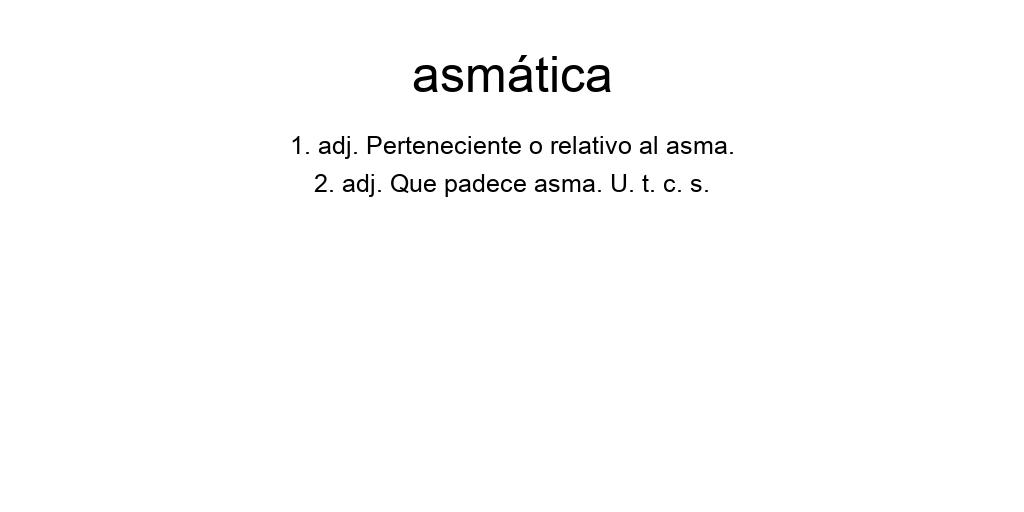 asmática
1. adj. Perteneciente o relativo al asma.
2. adj. Que padece asma. U. t. c. s.